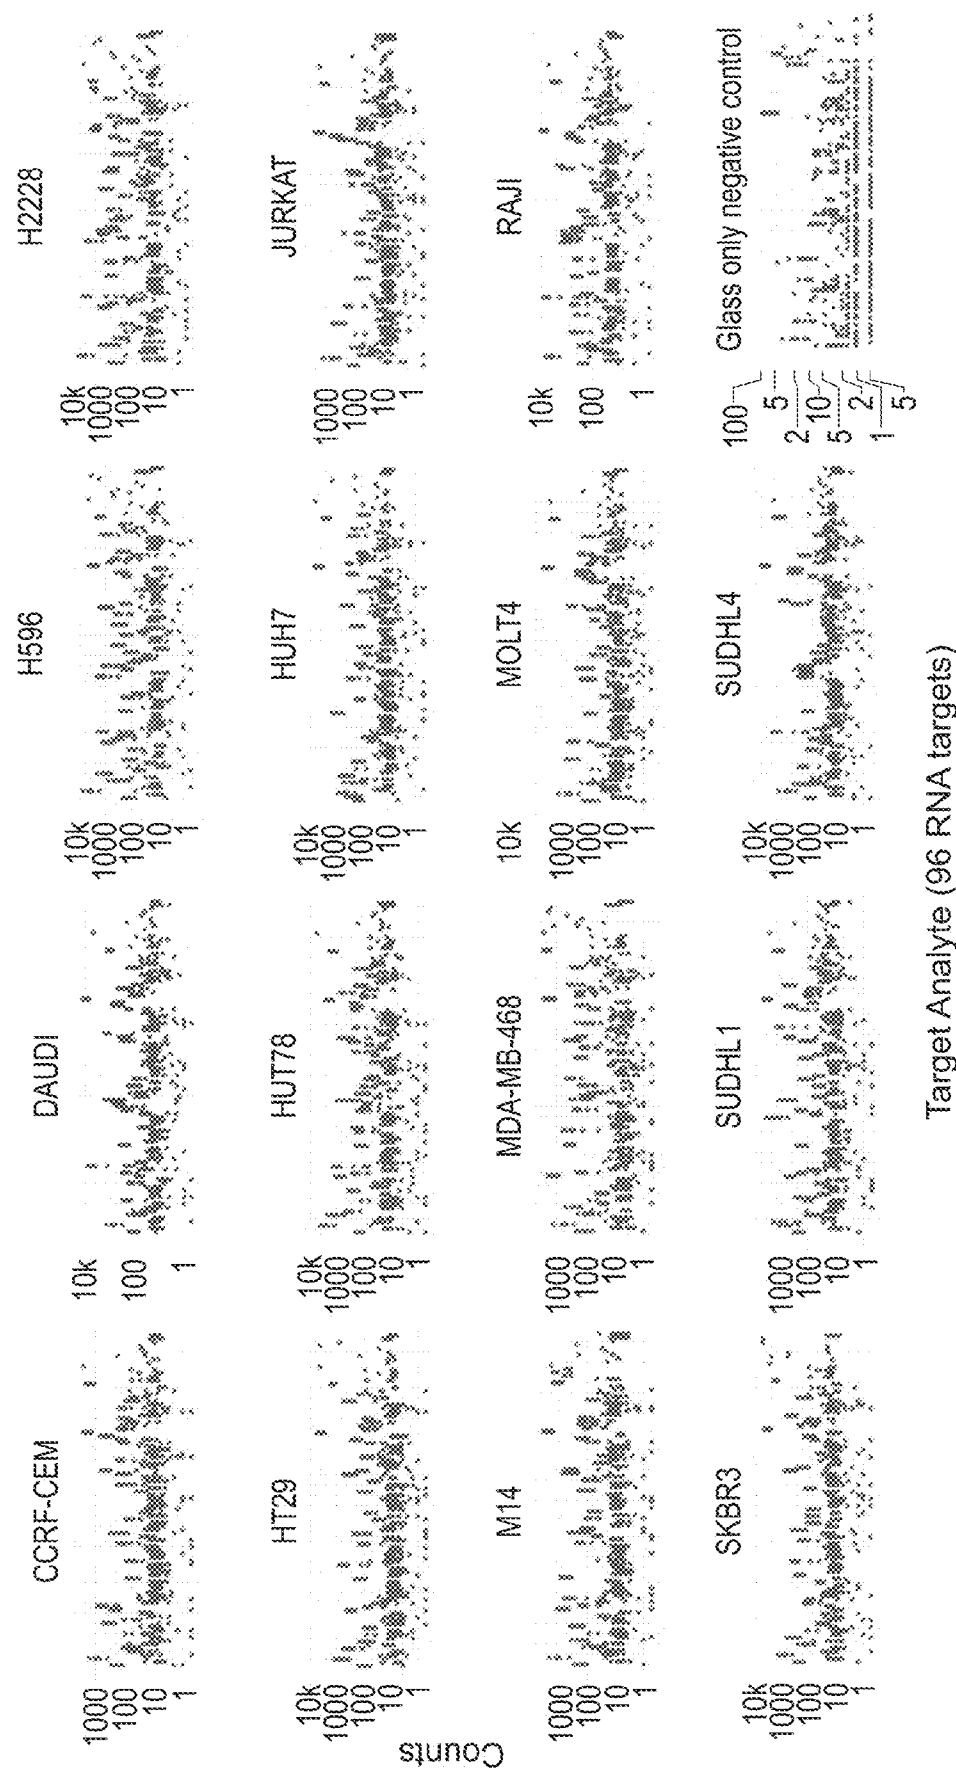 CCRF-CEM
1000
100
10
1
DAUDI
10k
100
1
H596
10k
1000
100
10
1
H2228
10k
1000
100
10
1
HT29
10k
1000
100
10
1
HUT78
10k
1000
100
10
1
HUH7
10k
1000
100
10
1
JURKAT
1000
100
10
1
Counts
M14
1000
100
10
1
MDA-MB-468
1000
100
10
1
MOLT4
10k
1000
100
10
1
RAJI
10k
100
1
SKBR3
10k
1000
100
10
1
SUDHL1
1000
100
10
1
SUDHL4
10k
1000
100
10
1
Glass only negative control
100
5
2
10
5
2
1
5
Target Analyte (96 RNA targets)